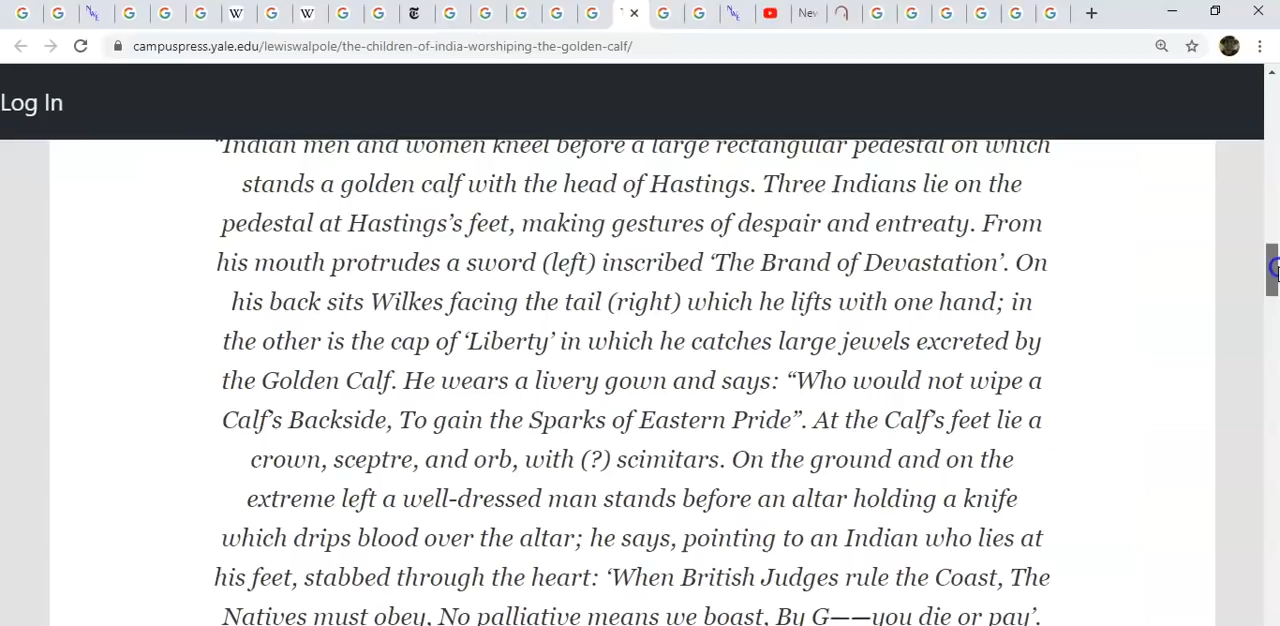 New
campuspress.yale.edu/lewiswalpole/the-children-of-india-worshiping-the-golden-calf/
Log In
“Indian men and women kneel before a large rectangular pedestal on which
stands a golden calf with the head of Hastings. Three Indians lie on the
pedestal at Hastings’s feet, making gestures of despair and entreaty. From
his mouth protrudes a sword (left) inscribed ‘The Brand of Devastation’. On
his back sits Wilkes facing the tail (right) which he lifts with one hand; in
the other is the cap of ‘Liberty’ in which he catches large jewels excreted by
the Golden Calf. He wears a livery gown and says: “Who would not wipe a
Calf’s Backside, To gain the Sparks of Eastern Pride”. At the Calf’s feet lie a
crown, sceptre, and orb, with (?) scimitars. On the ground and on the
extreme left a well-dressed man stands before an altar holding a knife
which drips blood over the altar; he says, pointing to an Indian who lies at
his feet, stabbed through the heart: ‘When British Judges rule the Coast, The
Natives must obey, No palliative means we boast, By G——you die or pay’.